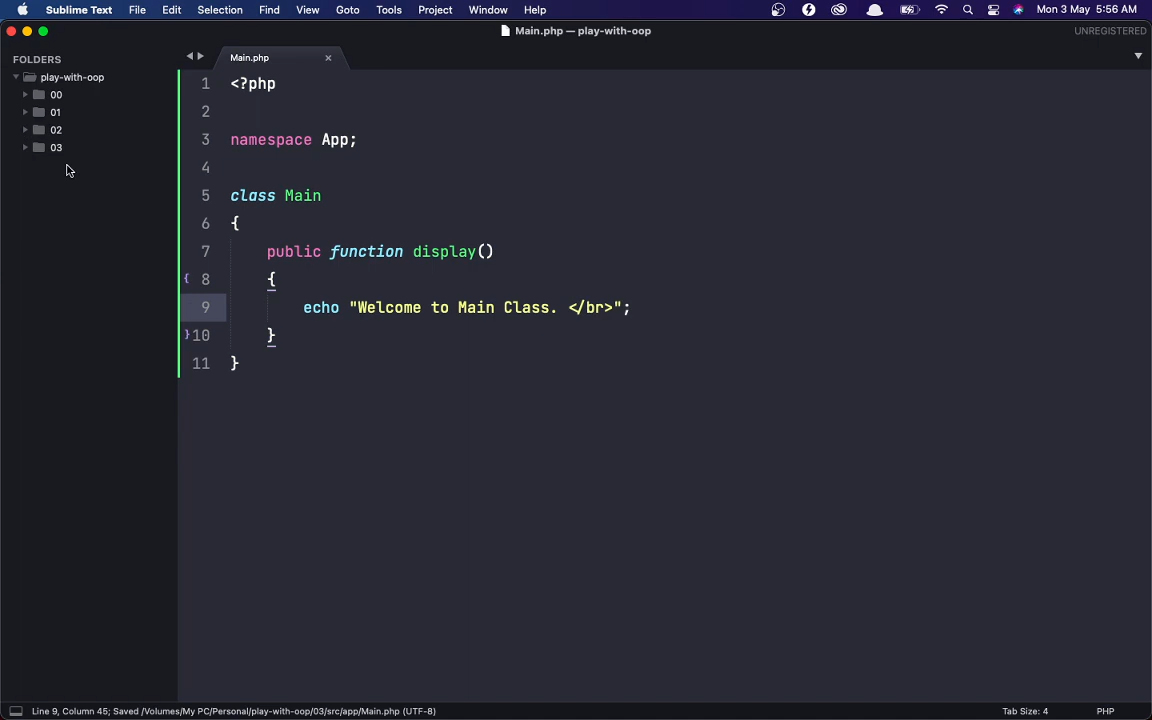 Sublime Text File Edit Selection Find View Goto Tools Project Window Help Mon 3 May 5:56 AM
Main.php — play-with-oop UNREGISTERED
FOLDERS
play-with-oop
00
01
02
03
Main.php
1 <?php
2
3 namespace App;
4
5 class Main
6 {
7 public function display()
8 {
9 echo "Welcome to Main Class. </br>";
10 }
11 }
Line 9, Column 45; Saved /Volumes/My PC/Personal/play-with-oop/03/src/app/Main.php (UTF-8) Tab Size: 4 PHP